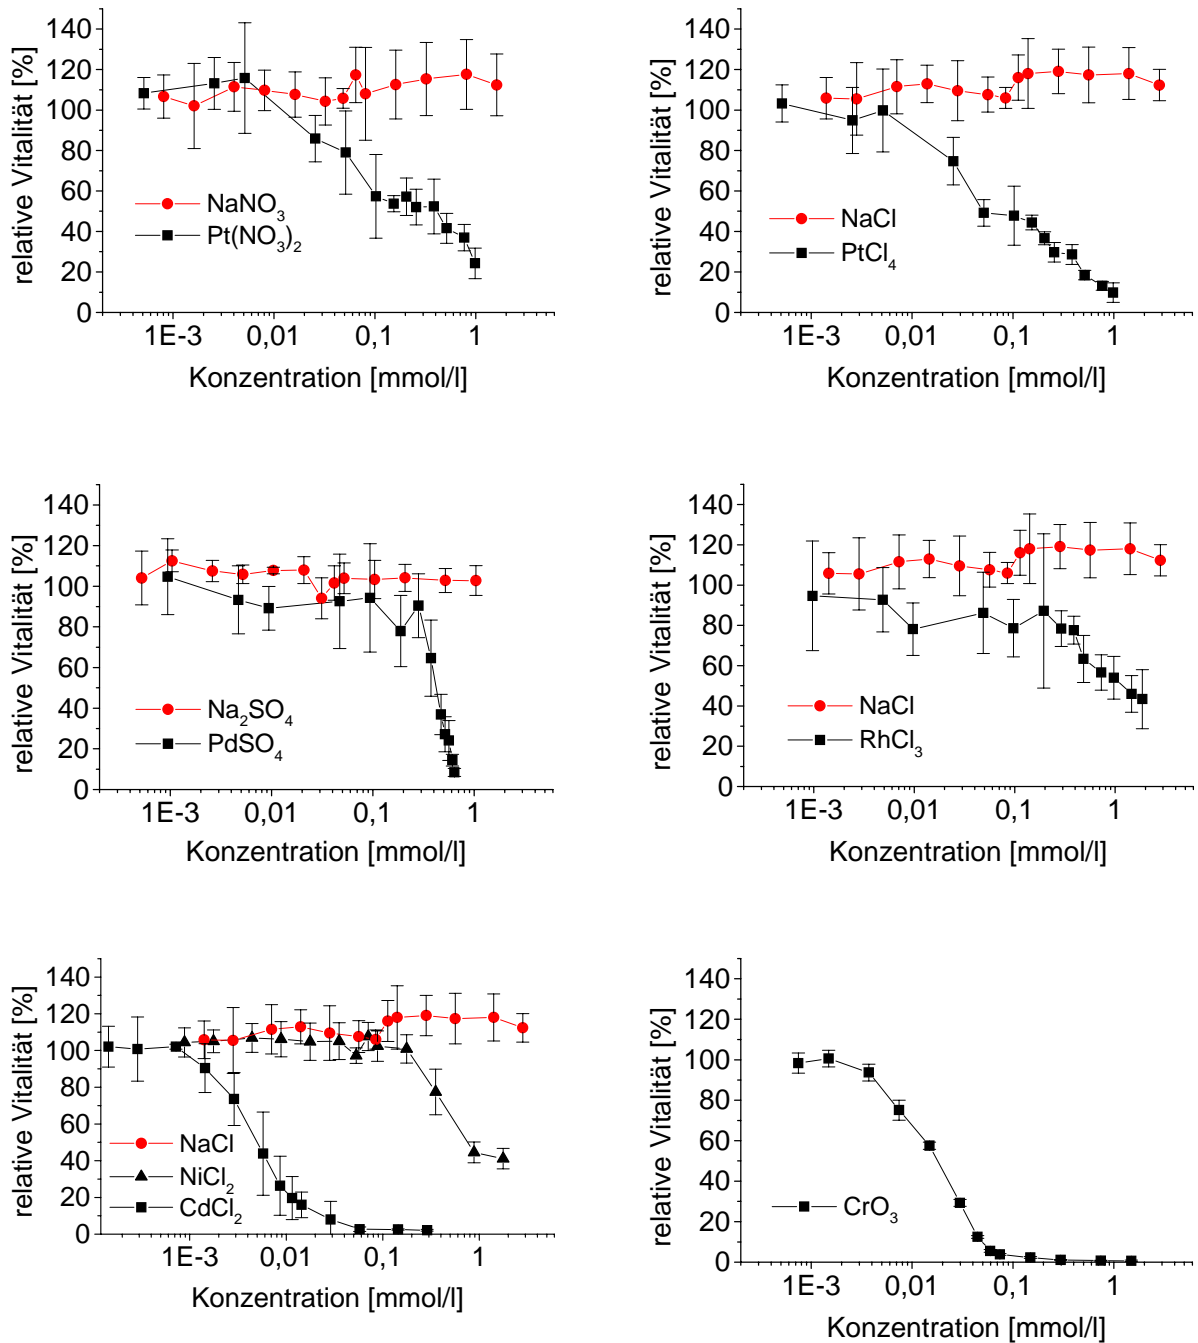 relative Vitalität [%]
140
120
100
80
60
40
20
0
NaNO₃
Pt(NO₃)₂
1E-3 0,01 0,1 1
Konzentration [mmol/l]
relative Vitalität [%]
140
120
100
80
60
40
20
0
NaCl
PtCl₄
1E-3 0,01 0,1 1
Konzentration [mmol/l]
relative Vitalität [%]
140
120
100
80
60
40
20
0
Na₂SO₄
PdSO₄
1E-3 0,01 0,1 1
Konzentration [mmol/l]
relative Vitalität [%]
140
120
100
80
60
40
20
0
NaCl
RhCl₃
1E-3 0,01 0,1 1
Konzentration [mmol/l]
relative Vitalität [%]
140
120
100
80
60
40
20
0
NaCl
NiCl₂
CdCl₂
1E-3 0,01 0,1 1
Konzentration [mmol/l]
relative Vitalität [%]
140
120
100
80
60
40
20
0
CrO₃
1E-3 0,01 0,1 1
Konzentration [mmol/l]